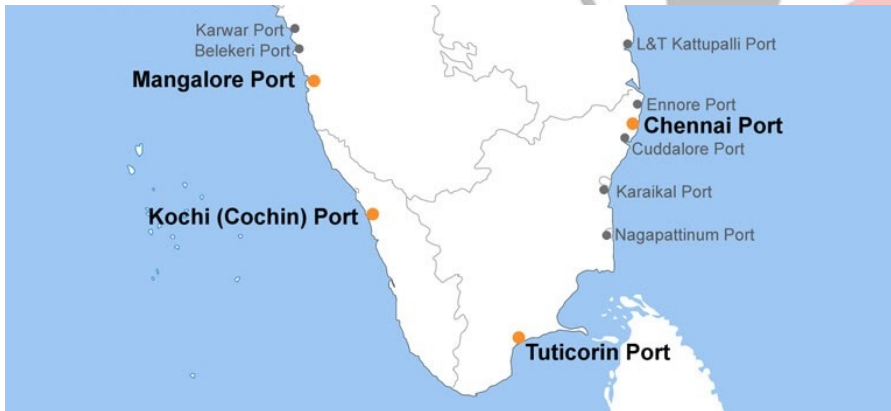 Karwar Port
Belekeri Port
Mangalore Port
Kochi (Cochin) Port
L&T Kattupalli Port
Ennore Port
Chennai Port
Cuddalore Port
Karaikal Port
Nagapattinum Port
Tuticorin Port